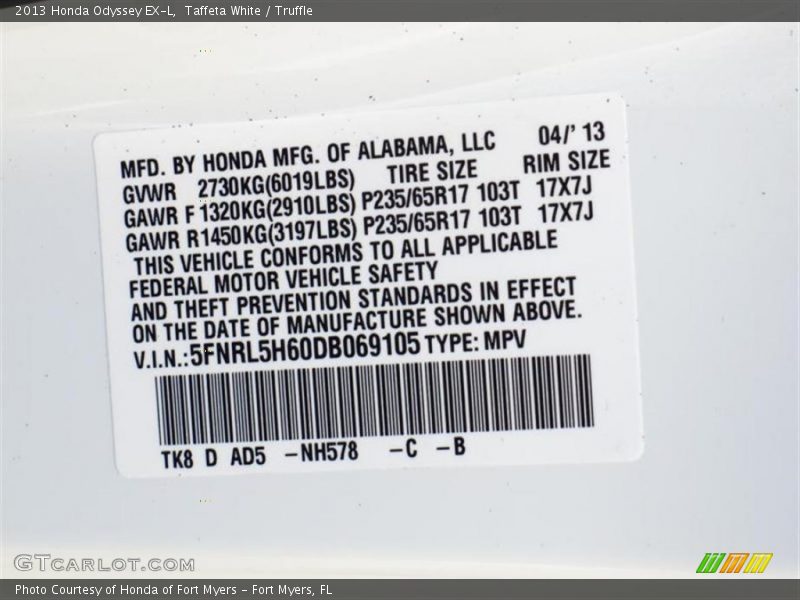 2013 Honda Odyssey EX-L,  Taffeta White / Truffle
MFD. BY HONDA MFG. OF ALABAMA, LLC 04/' 13
GVWR 2730KG(6019LBS) TIRE SIZE RIM SIZE
GAWR F 1320KG(2910LBS) P235/65R17 103T 17X7J
GAWR R1450KG(3197LBS) P235/65R17 103T 17X7J
THIS VEHICLE CONFORMS TO ALL APPLICABLE
FEDERAL MOTOR VEHICLE SAFETY
AND THEFT PREVENTION STANDARDS IN EFFECT
ON THE DATE OF MANUFACTURE SHOWN ABOVE.
V.I.N.:5FNRL5H60DB069105 TYPE: MPV
TK8 D AD5 -NH578 -C -B
GTCARLOT.COM
Photo Courtesy of Honda of Fort Myers - Fort Myers, FL